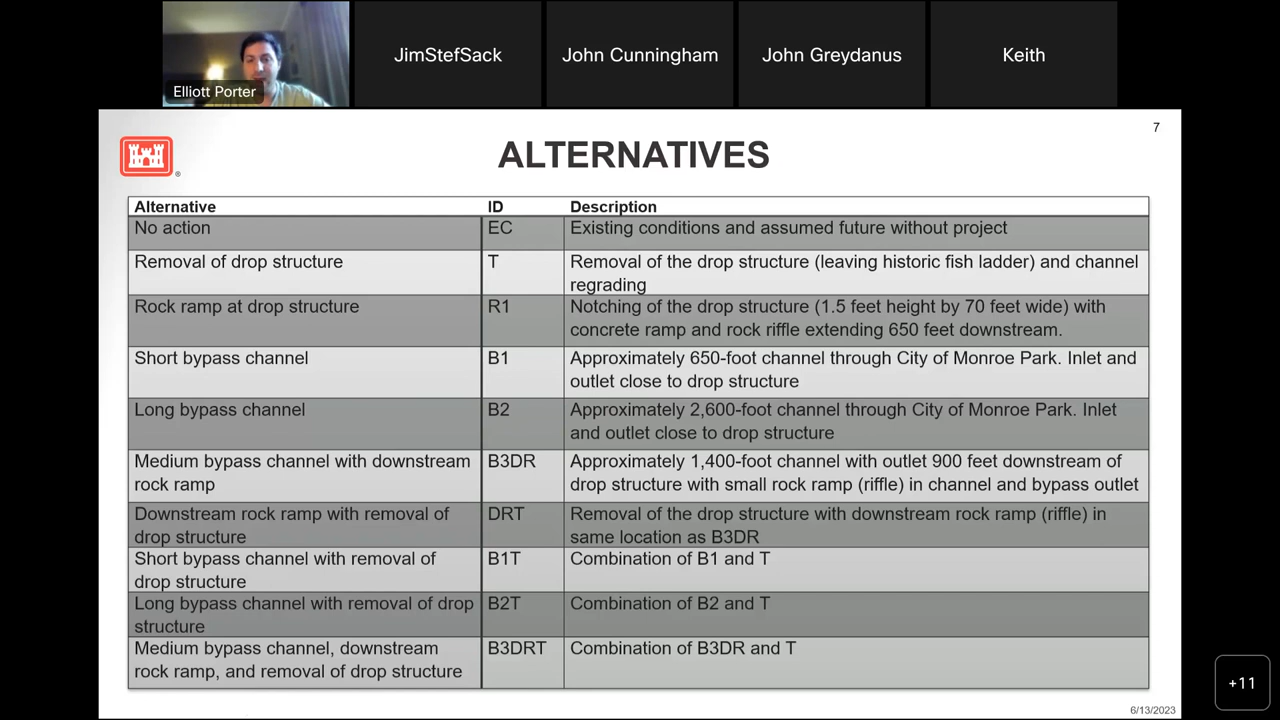 Elliott Porter
JimStefSack
John Cunningham
John Greydanus
Keith
7
ALTERNATIVES
®
Alternative ID Description
No action EC Existing conditions and assumed future without project
Removal of drop structure T Removal of the drop structure (leaving historic fish ladder) and channel
regrading
Rock ramp at drop structure R1 Notching of the drop structure (1.5 feet height by 70 feet wide) with
concrete ramp and rock riffle extending 650 feet downstream.
Short bypass channel B1 Approximately 650-foot channel through City of Monroe Park. Inlet and
outlet close to drop structure
Long bypass channel B2 Approximately 2,600-foot channel through City of Monroe Park. Inlet
and outlet close to drop structure
Medium bypass channel with downstream B3DR Approximately 1,400-foot channel with outlet 900 feet downstream of
rock ramp drop structure with small rock ramp (riffle) in channel and bypass outlet
Downstream rock ramp with removal of DRT Removal of the drop structure with downstream rock ramp (riffle) in
drop structure same location as B3DR
Short bypass channel with removal of B1T Combination of B1 and T
drop structure
Long bypass channel with removal of drop B2T Combination of B2 and T
structure
Medium bypass channel, downstream B3DRT Combination of B3DR and T
rock ramp, and removal of drop structure
+11
6/13/2023